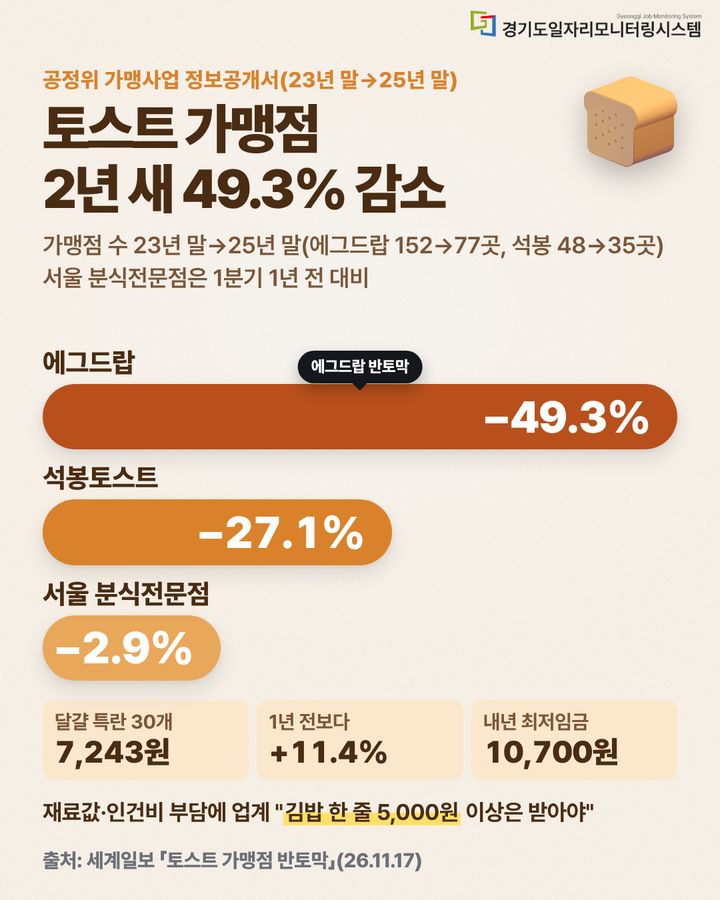 Gyeonggi Job Monitoring System
경기도일자리모니터링시스템
공정위 가맹사업 정보공개서(23년 말→25년 말)
토스트 가맹점
2년 새 49.3% 감소
가맹점 수 23년 말→25년 말(에그드랍 152→77곳, 석봉 48→35곳)
서울 분식전문점은 1분기 1년 전 대비
에그드랍
에그드랍 반토막
−49.3%
석봉토스트
−27.1%
서울 분식전문점
−2.9%
달걀 특란 30개
7,243원
1년 전보다
+11.4%
내년 최저임금
10,700원
재료값·인건비 부담에 업계 "김밥 한 줄 5,000원 이상은 받아야"
출처: 세계일보 「토스트 가맹점 반토막」(26.11.17)